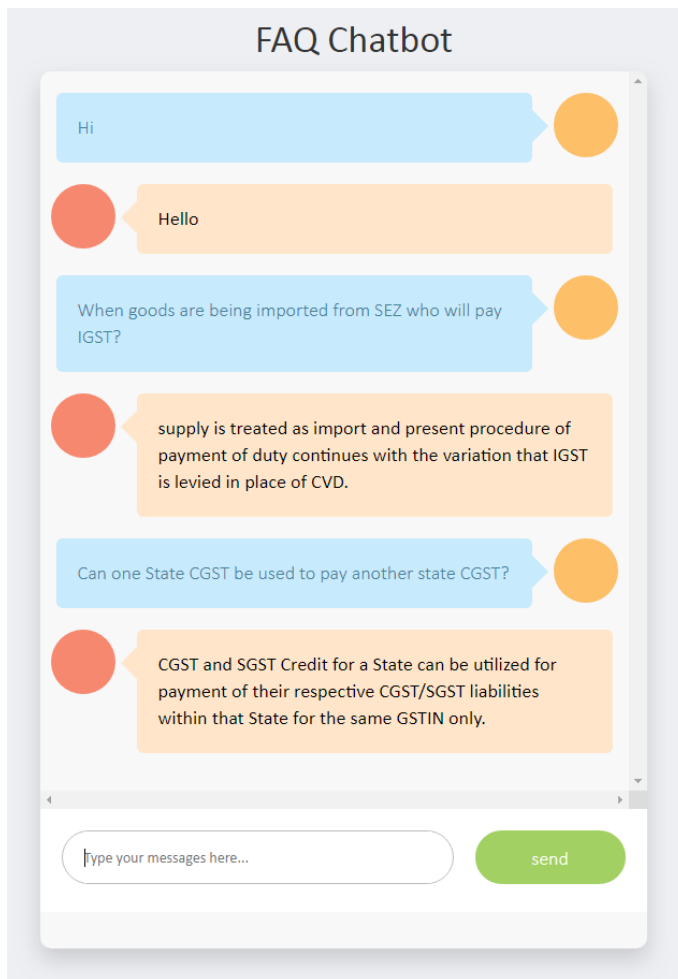 FAQ Chatbot
Hi
Hello
When goods are being imported from SEZ who will pay
IGST?
supply is treated as import and present procedure of
payment of duty continues with the variation that IGST
is levied in place of CVD.
Can one State CGST be used to pay another state CGST?
CGST and SGST Credit for a State can be utilized for
payment of their respective CGST/SGST liabilities
within that State for the same GSTIN only.
Type your messages here...
send